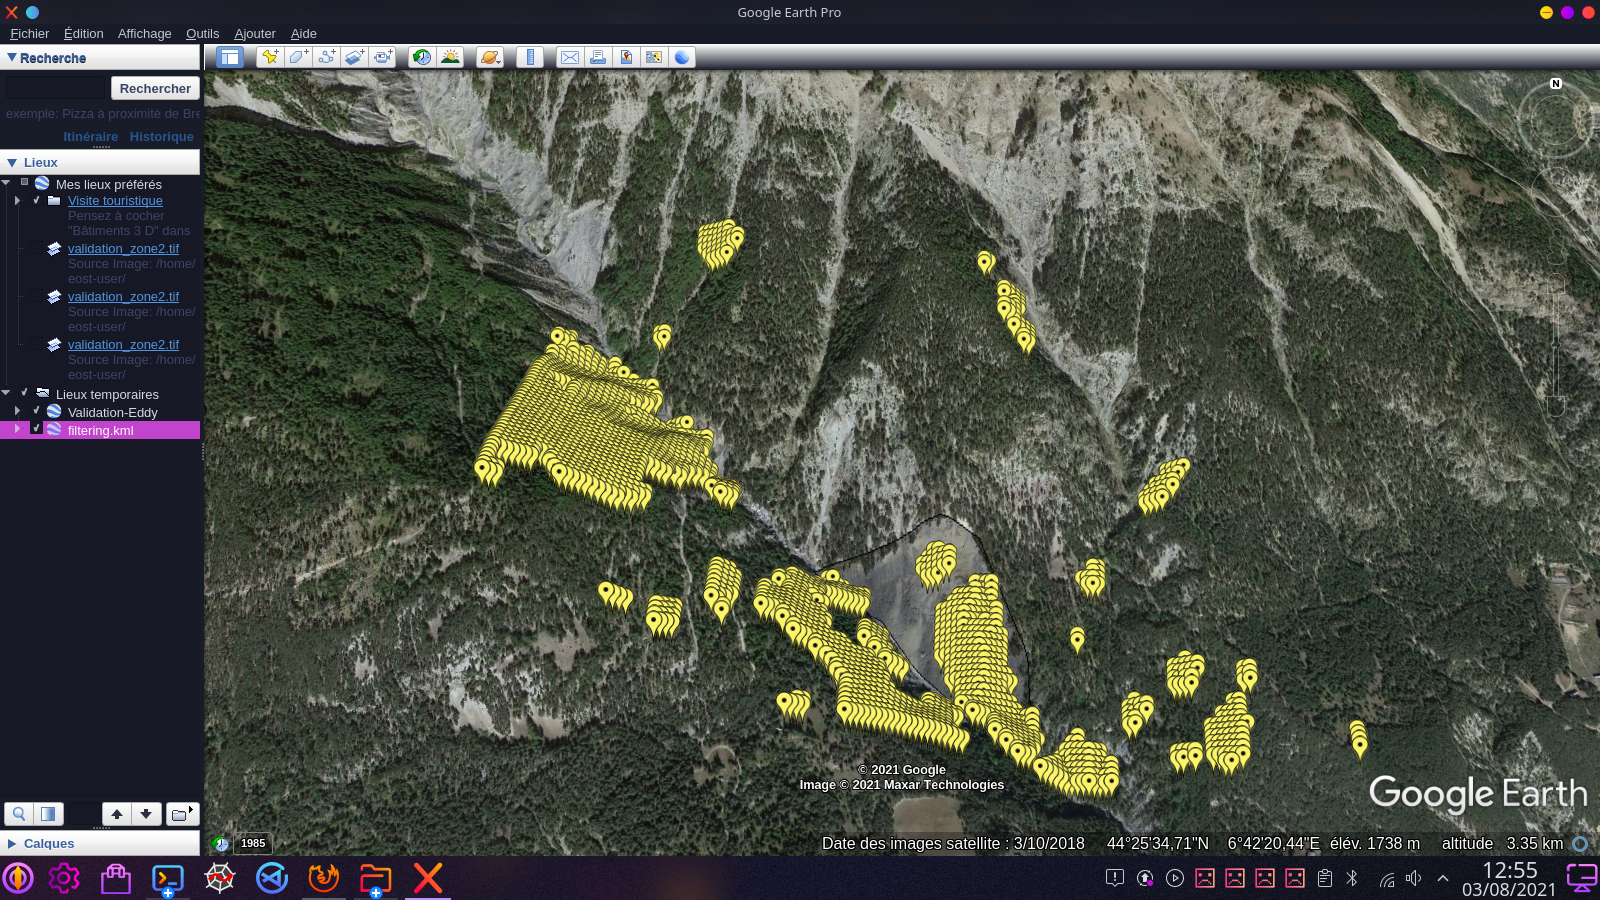 Google Earth Pro
Fichier Édition Affichage Outils Ajouter Aide
Recherche
Rechercher
exemple: Pizza à proximité de Bre
Itinéraire Historique
Lieux
Mes lieux préférés
Visite touristique
Pensez à cocher
"Bâtiments 3 D" dans
validation_zone2.tif
Source Image: /home/
eost-user/
validation_zone2.tif
Source Image: /home/
eost-user/
validation_zone2.tif
Source Image: /home/
eost-user/
Lieux temporaires
Validation-Eddy
filtering.kml
Calques
N
© 2021 Google
Image © 2021 Maxar Technologies
Google Earth
1985
Date des images satellite : 3/10/2018 44°25'34,71"N 6°42'20,44"E élév. 1738 m altitude 3.35 km
12:55
03/08/2021